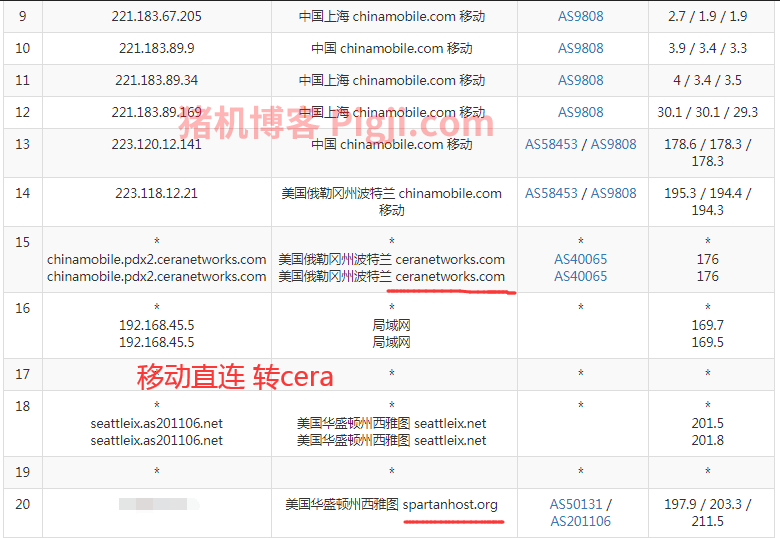 9 221.183.67.205 中国上海 chinamobile.com 移动 AS9808 2.7 / 1.9 / 1.9
10 221.183.89.9 中国 chinamobile.com 移动 AS9808 3.9 / 3.4 / 3.3
11 221.183.89.34 中国上海 chinamobile.com 移动 AS9808 4 / 3.4 / 3.5
猪机博客 Pigji.com
12 221.183.89.169 中国上海 chinamobile.com 移动 AS9808 30.1 / 30.1 / 29.3
13 223.120.12.141 中国 chinamobile.com 移动 AS58453 / AS9808 178.6 / 178.3 /
178.3
14 223.118.12.21 美国俄勒冈州波特兰 chinamobile.com AS58453 / AS9808 195.3 / 194.4 /
移动 194.3
15 * * * *
chinamobile.pdx2.ceranetworks.com 美国俄勒冈州波特兰 ceranetworks.com AS40065 176
chinamobile.pdx2.ceranetworks.com 美国俄勒冈州波特兰 ceranetworks.com AS40065 176
16 * * * *
192.168.45.5 局域网 169.7
192.168.45.5 局域网 169.5
17 * * * *
移动直连 转cera
18 * * * *
seattleix.as201106.net 美国华盛顿州西雅图 seattleix.net 201.5
seattleix.as201106.net 美国华盛顿州西雅图 seattleix.net 201.8
19 * * * *
20 美国华盛顿州西雅图 spartanhost.org AS50131 / 197.9 / 203.3 /
AS201106 211.5